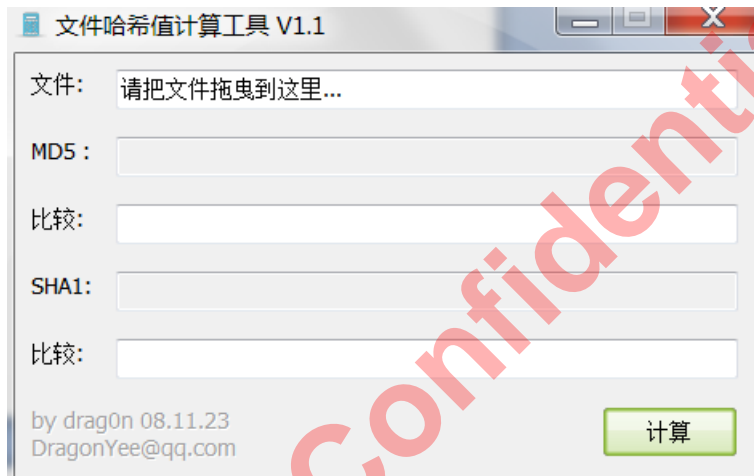 文件哈希值计算工具 V1.1
文件: 请把文件拖曳到这里...
MD5 :
比较:
SHA1:
比较:
by drag0n 08.11.23
DragonYee@qq.com
计算
Confidenti